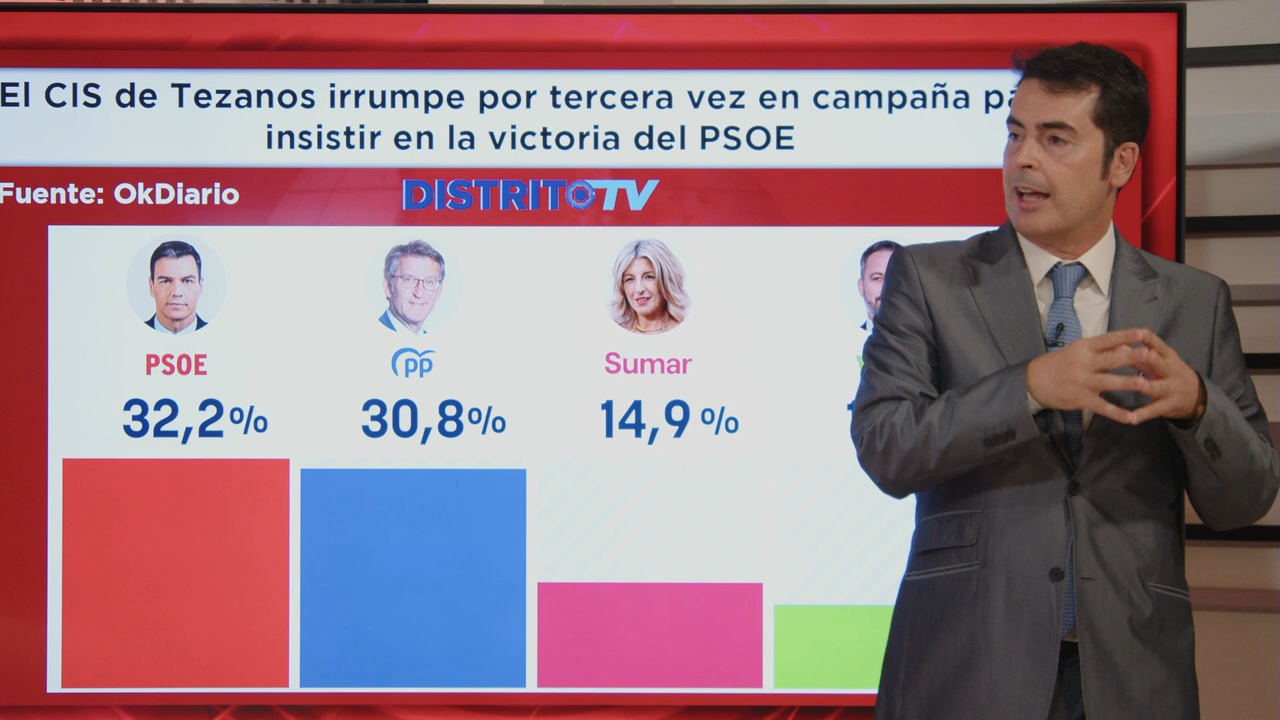 El CIS de Tezanos irrumpe por tercera vez en campaña
insistir en la victoria del PSOE
Fuente: OkDiario
DISTRITOTV
PSOE
pp
Sumar
32,2%
30,8%
14,9 %